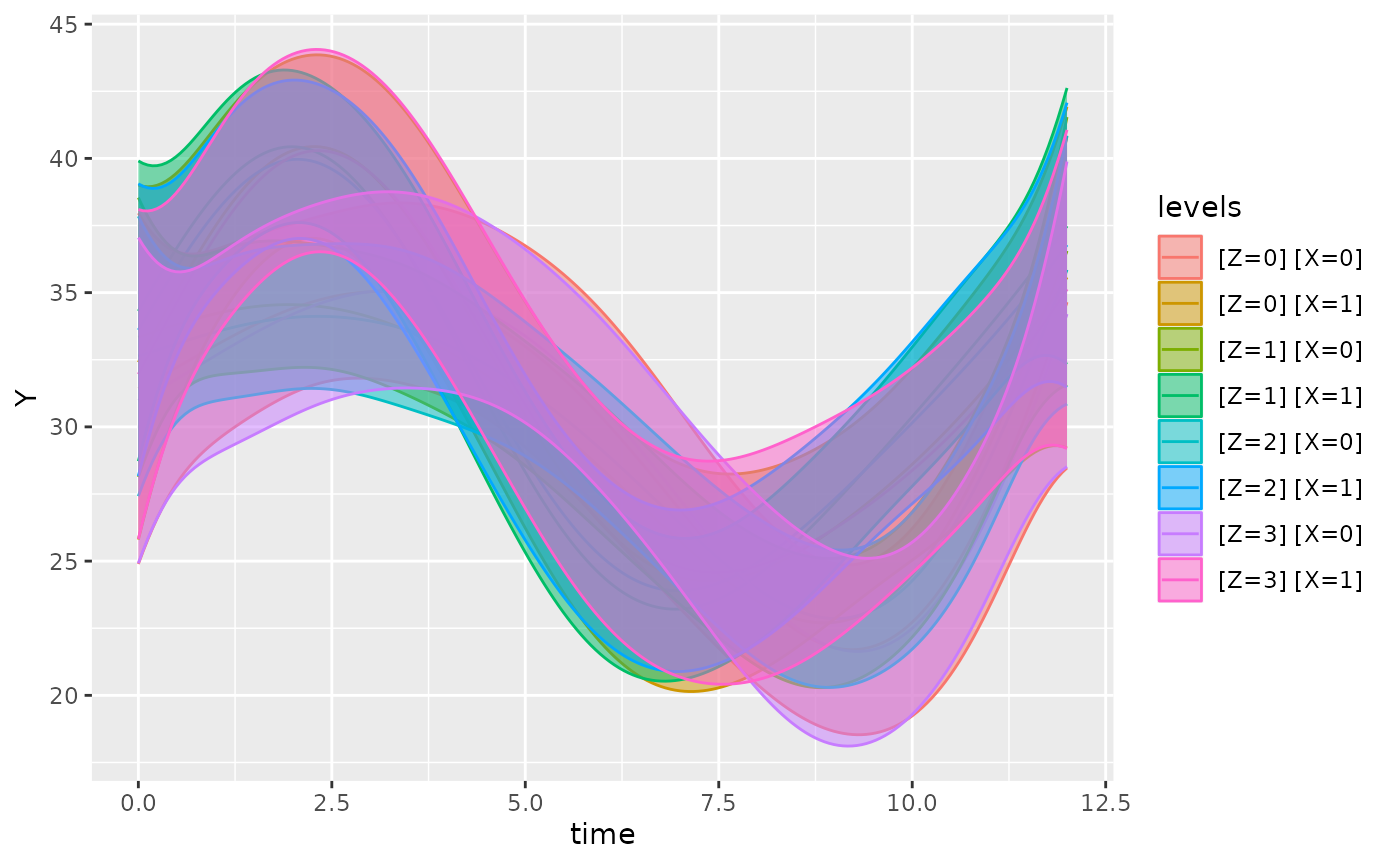 45
40
35
30
25
20
Y
0.0 2.5 5.0 7.5 10.0 12.5
time
levels
[Z=0] [X=0]
[Z=0] [X=1]
[Z=1] [X=0]
[Z=1] [X=1]
[Z=2] [X=0]
[Z=2] [X=1]
[Z=3] [X=0]
[Z=3] [X=1]